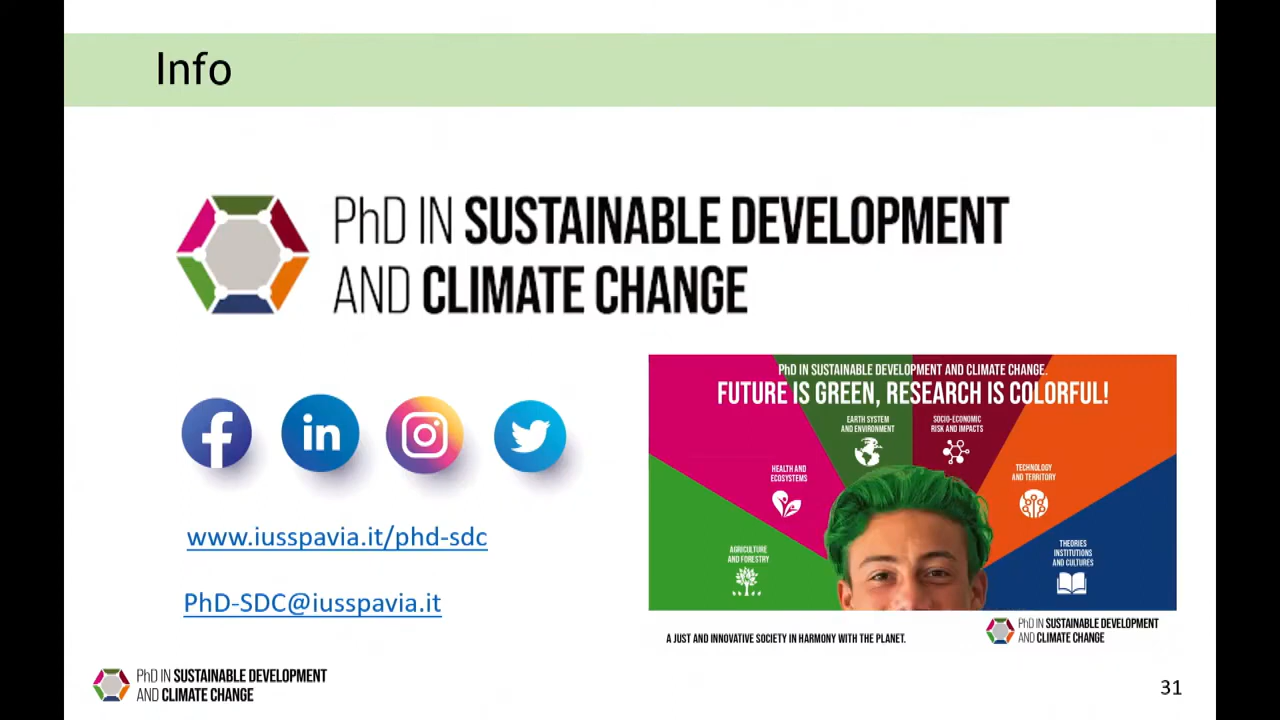 Info
PhD IN SUSTAINABLE DEVELOPMENT
AND CLIMATE CHANGE
in
www.iusspavia.it/phd-sdc
PhD-SDC@iusspavia.it
PhD IN SUSTAINABLE DEVELOPMENT AND CLIMATE CHANGE.
FUTURE IS GREEN, RESEARCH IS COLORFUL!
EARTH SYSTEM
AND ENVIRONMENT
SOCIO-ECONOMIC
RISK AND IMPACTS
HEALTH AND
ECOSYSTEMS
TECHNOLOGY
AND TERRITORY
AGRICULTURE
AND FORESTRY
THEORIES
INSTITUTIONS
AND CULTURES
A JUST AND INNOVATIVE SOCIETY IN HARMONY WITH THE PLANET.
PhD IN SUSTAINABLE DEVELOPMENT
AND CLIMATE CHANGE
PhD IN SUSTAINABLE DEVELOPMENT
AND CLIMATE CHANGE
31